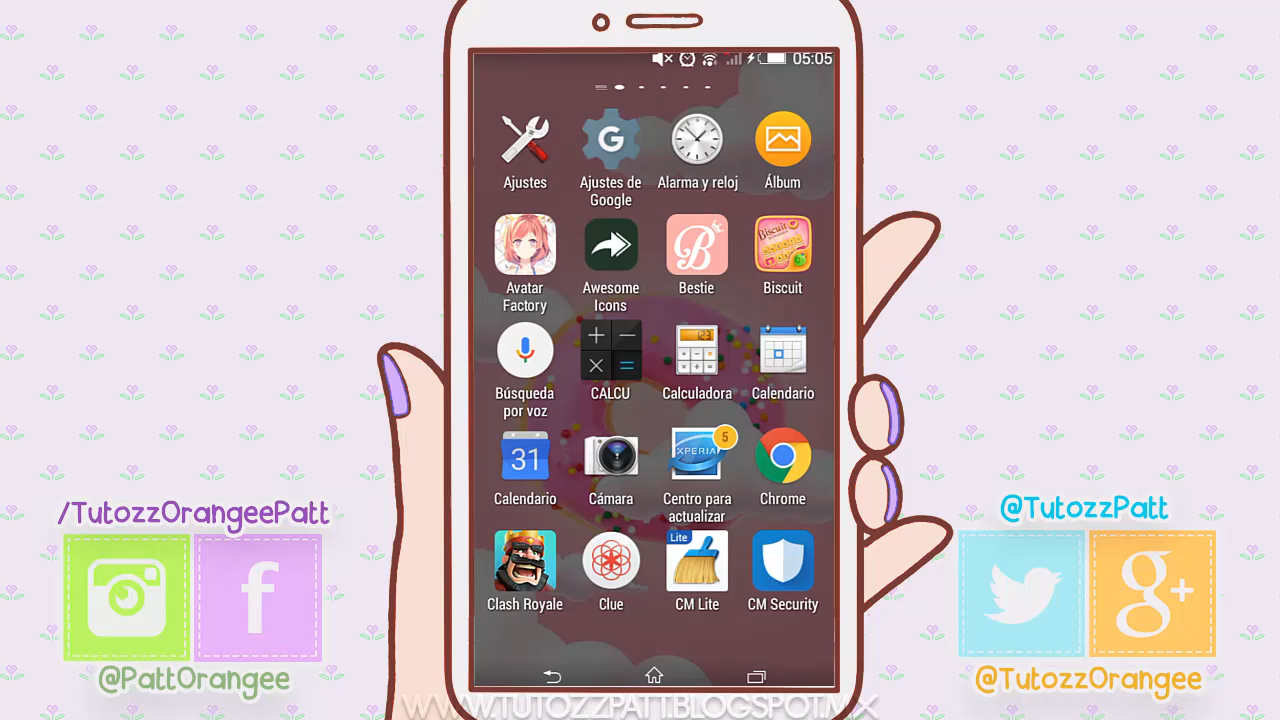 05:05
Ajustes
Ajustes de
Google
Alarma y reloj
Álbum
Avatar
Factory
Awesome
Icons
Bestie
B
Biscuit
Biscuit
Búsqueda
por voz
CALCU
Calculadora
Calendario
31
Calendario
Cámara
XPERIA
5
Centro para
actualizar
Chrome
Clash Royale
Clue
Lite
CM Lite
CM Security
/TutozzOrangeePatt
@PattOrangee
@TutozzPatt
@TutozzOrangee
WWW.TUTOZZPATT.BLOGSPOT.MX